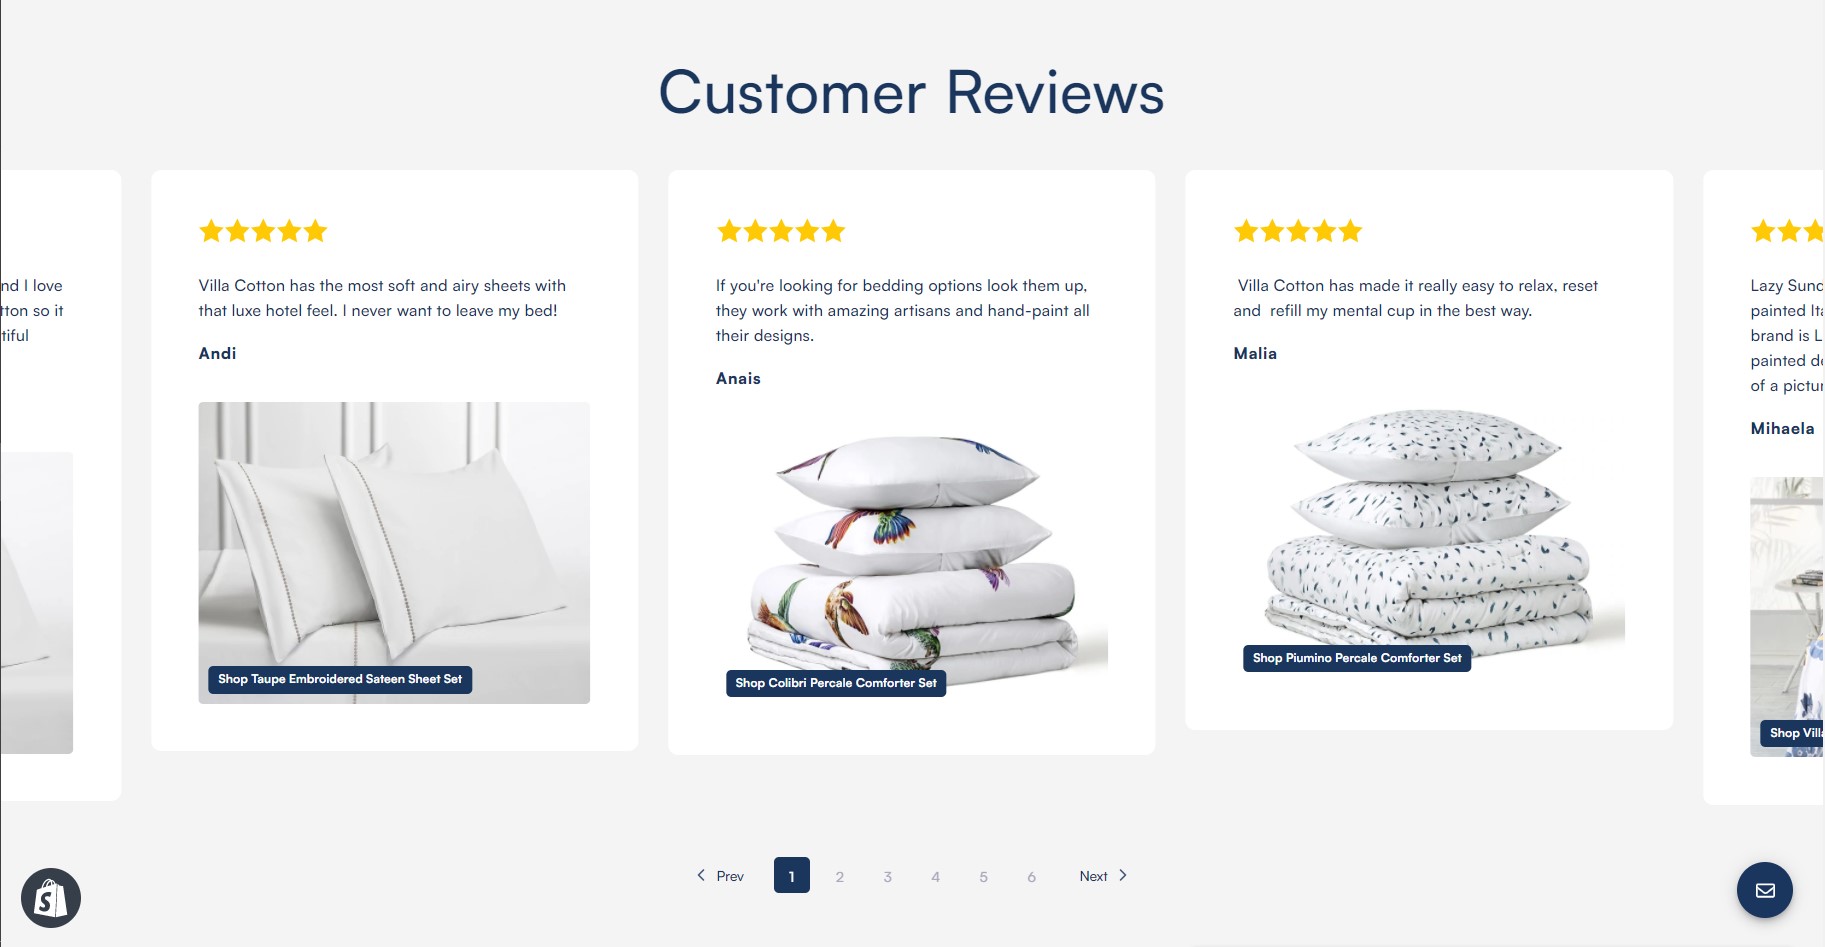 Customer Reviews
nd I love
tton so it
tiful
Villa Cotton has the most soft and airy sheets with
that luxe hotel feel. I never want to leave my bed!
Andi
Shop Taupe Embroidered Sateen Sheet Set
If you're looking for bedding options look them up,
they work with amazing artisans and hand-paint all
their designs.
Anais
Shop Colibri Percale Comforter Set
Villa Cotton has made it really easy to relax, reset
and  refill my mental cup in the best way.
Malia
Shop Piumino Percale Comforter Set
Lazy Sund
painted Ita
brand is L
painted de
of a pictur
Mihaela
Shop Villa
Prev 1 2 3 4 5 6 Next
S